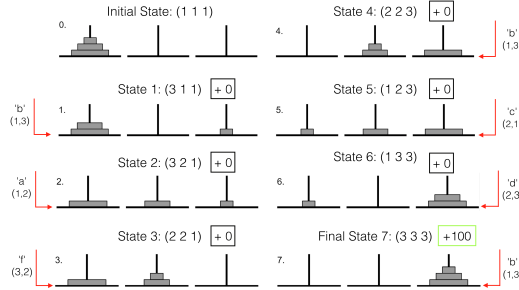 Initial State: (1 1 1)
0.
State 1: (3 1 1) + 0
'b'
(1,3)
1.
State 2: (3 2 1) + 0
'a'
(1,2)
2.
State 3: (2 2 1) + 0
'f'
(3,2)
3.
State 4: (2 2 3) + 0
4.
'b'
(1,3
State 5: (1 2 3) + 0
5.
'c'
(2,1
State 6: (1 3 3) + 0
6.
'd'
(2,3
Final State 7: (3 3 3) +100
7.
'b'
(1,3